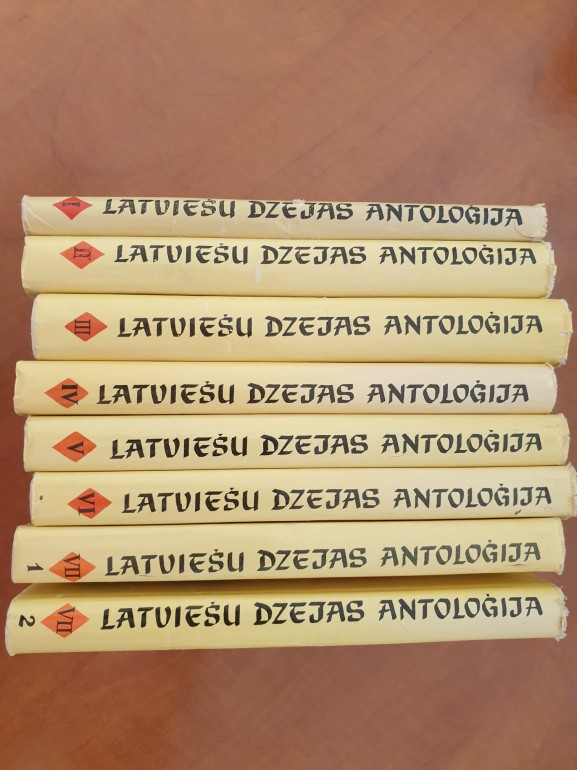 I LATVIEŠU DZEJAS ANTOLOĢIJA
II LATVIEŠU DZEJAS ANTOLOĢIJA
III LATVIEŠU DZEJAS ANTOLOĢIJA
IV LATVIEŠU DZEJAS ANTOLOĢIJA
V LATVIEŠU DZEJAS ANTOLOĢIJA
VI LATVIEŠU DZEJAS ANTOLOĢIJA
1 VII LATVIEŠU DZEJAS ANTOLOĢIJA
2 VII LATVIEŠU DZEJAS ANTOLOĢIJA